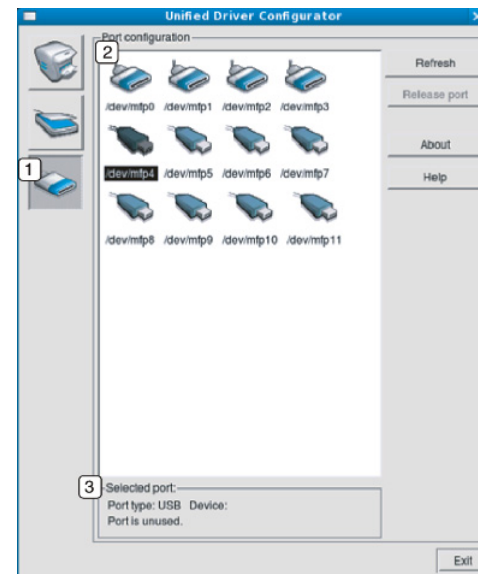 Unified Driver Configurator
Port configuration
2
/dev/mfp0 /dev/mfp1 /dev/mfp2 /dev/mfp3
/dev/mfp4 /dev/mfp5 /dev/mfp6 /dev/mfp7
/dev/mfp8 /dev/mfp9 /dev/mfp10 /dev/mfp11
Refresh
Release port
About
Help
1
3
Selected port:
Port type: USB Device:
Port is unused.
Exit